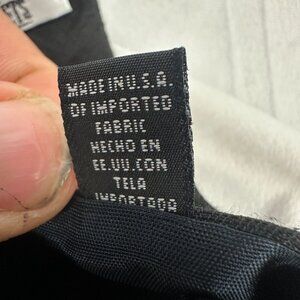 MADE IN U.S.A.
OF IMPORTED
FABRIC
HECHO EN
EE.UU.CON
TELA
IMPORTADA